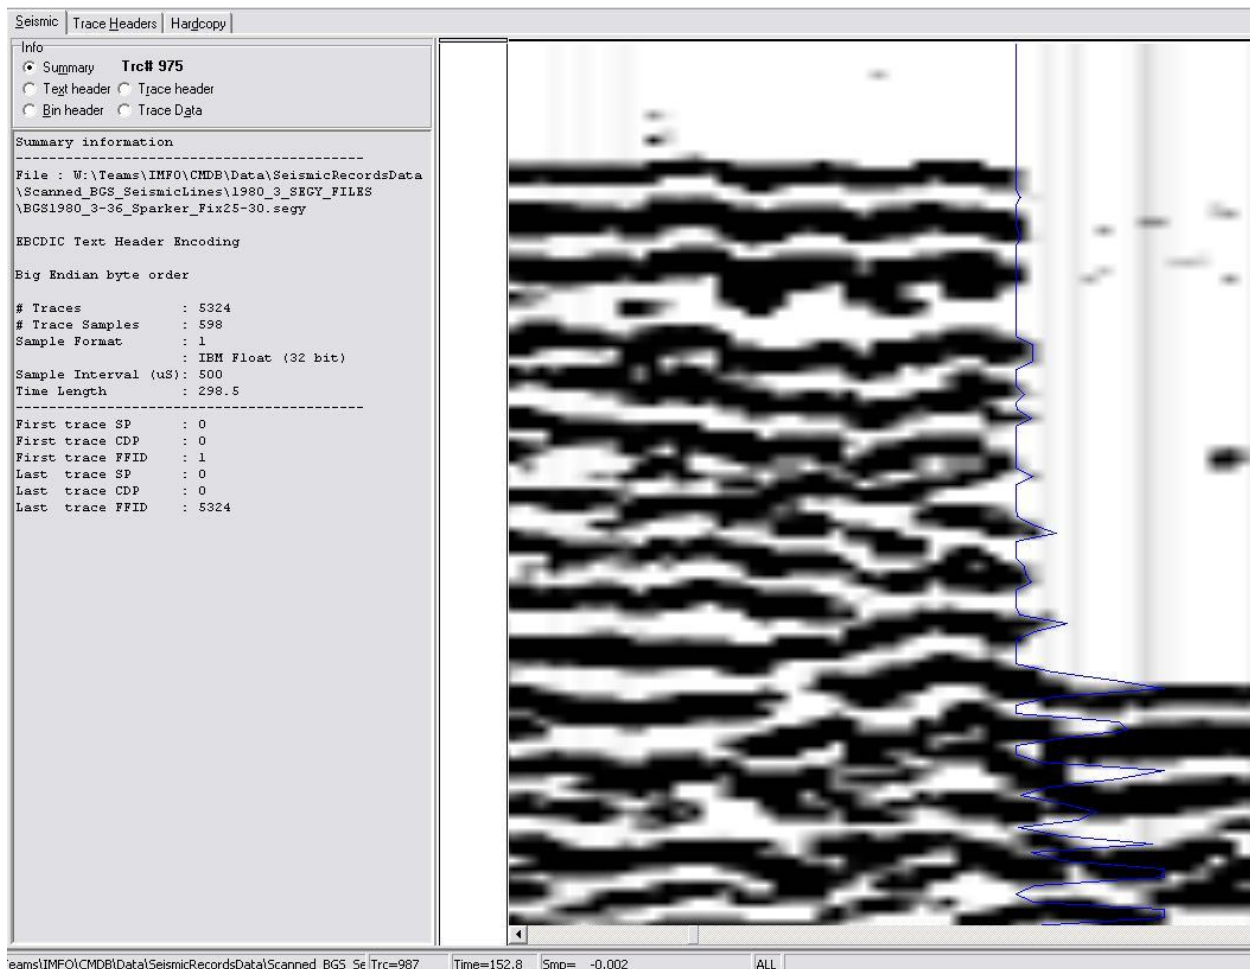 Seismic Trace Headers Hardcopy
Info
Summary Trc# 975
Text header Trace header
Bin header Trace Data
Summary information
-------------------------------------------
File : W:\Teams\IMFO\CMDB\Data\SeismicRecordsData
\Scanned_BGS_SeismicLines\1980_3_SEGY_FILES
\BGS1980_3-36_Sparker_Fix25-30.segy
EBCDIC Text Header Encoding
Big Endian byte order
# Traces : 5324
# Trace Samples : 598
Sample Format : 1
: IBM Float (32 bit)
Sample Interval (uS): 500
Time Length : 298.5
-------------------------------------------
First trace SP : 0
First trace CDP : 0
First trace FFID : 1
Last trace SP : 0
Last trace CDP : 0
Last trace FFID : 5324
Teams\IMFO\CMDB\Data\SeismicRecordsData\Scanned_BGS_Se Trc=987 Time=152.8 Smp= -0.002 ALL